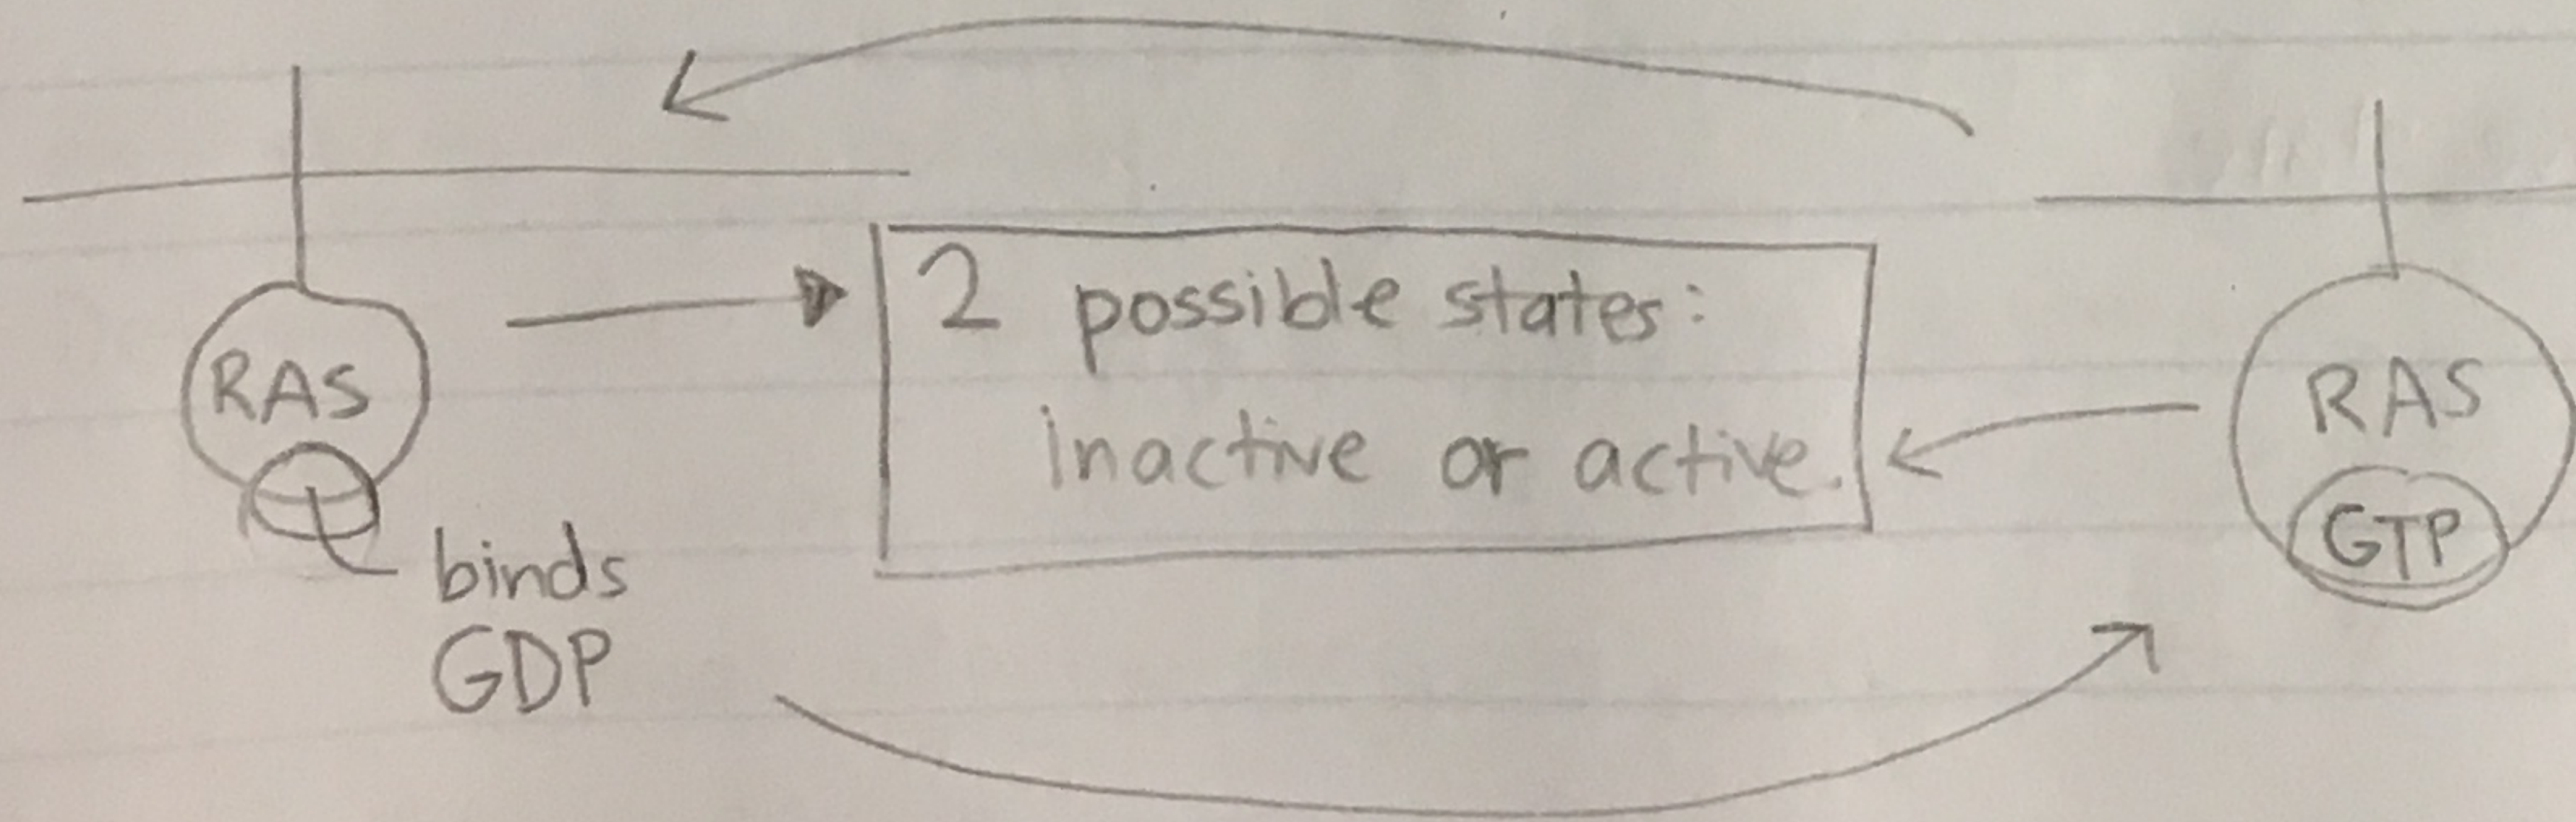 RAS
binds
GDP
2 possible states:
inactive or active.
RAS
GTP